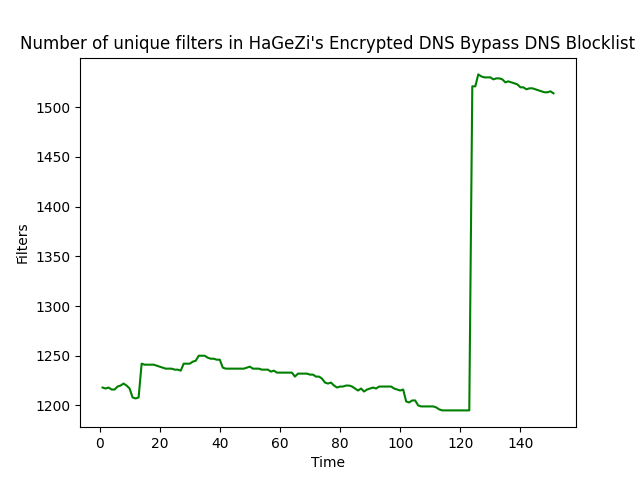 Number of unique filters in HaGeZi's Encrypted DNS Bypass DNS Blocklist
Filters
1500
1450
1400
1350
1300
1250
1200
0 20 40 60 80 100 120 140
Time